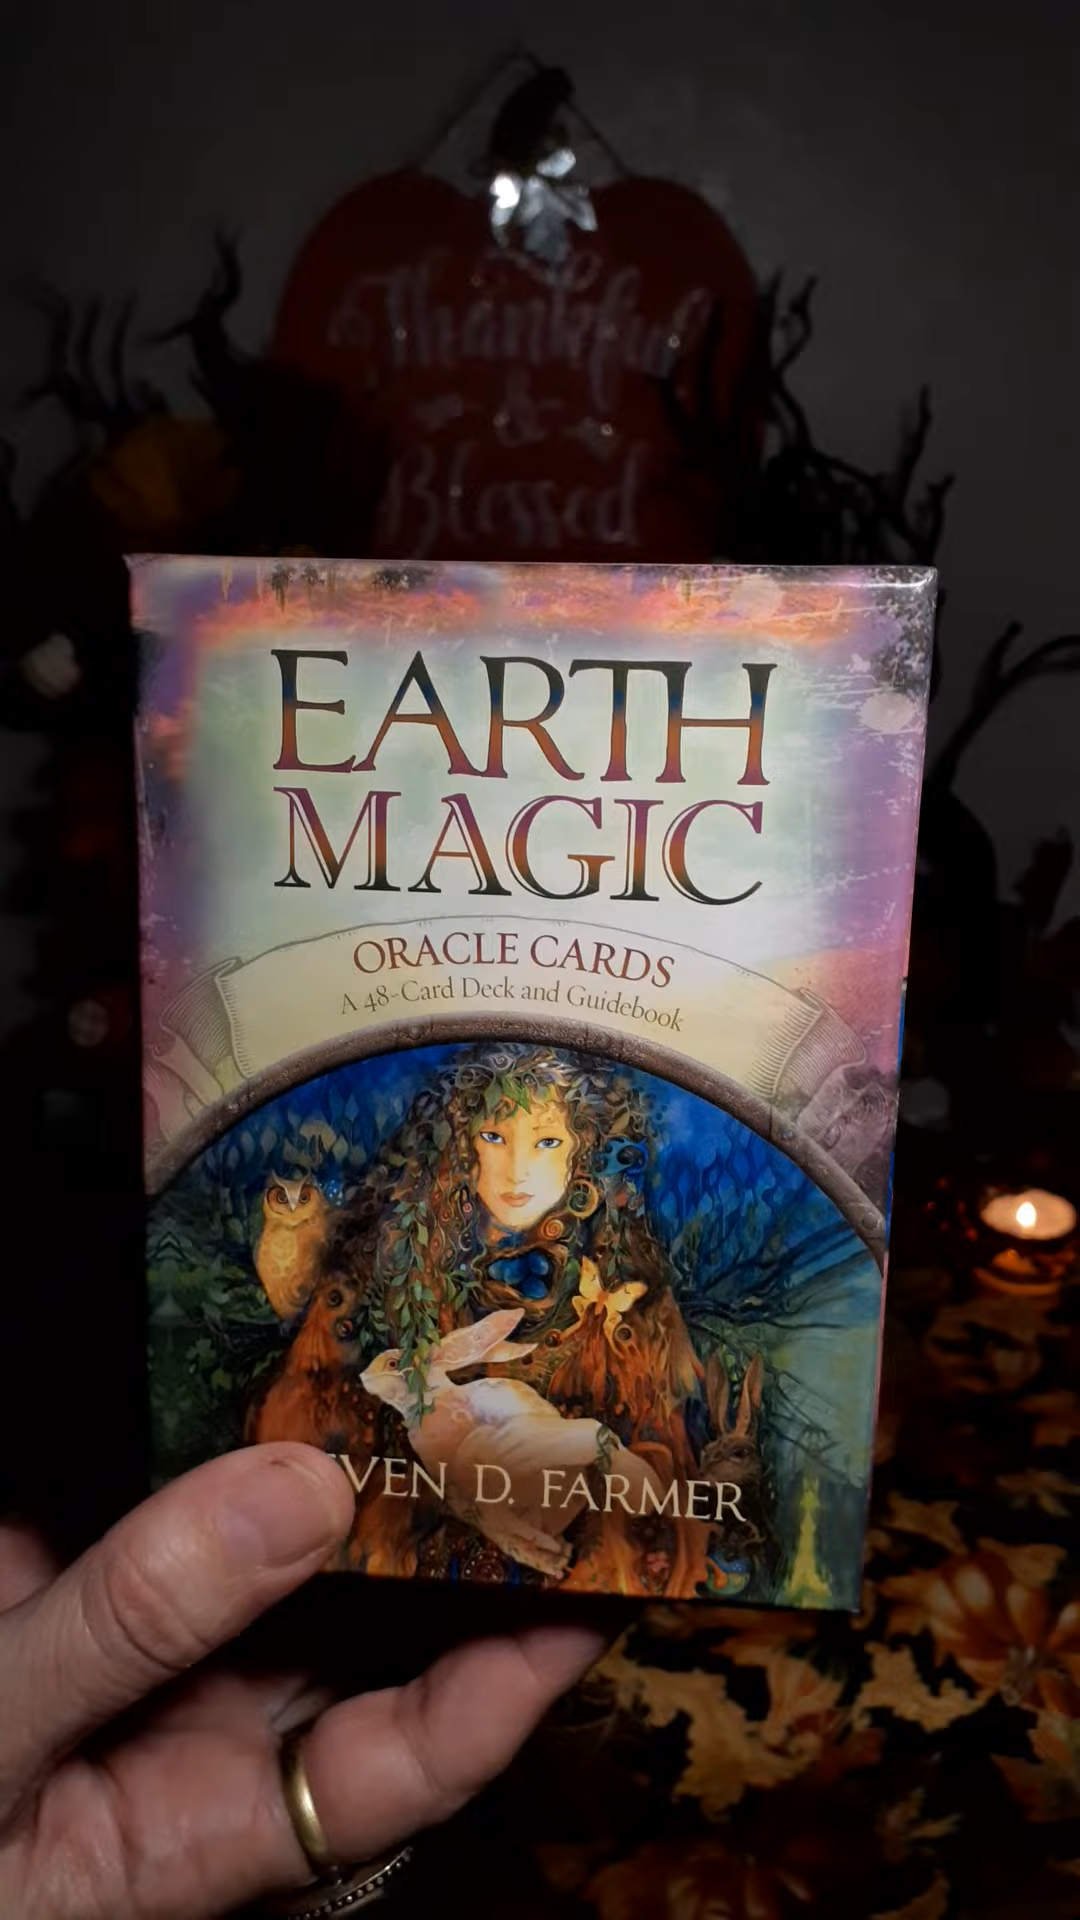 Thankful
&
Blessed
EARTH
MAGIC
ORACLE CARDS
A 48-Card Deck and Guidebook
VEN D. FARMER